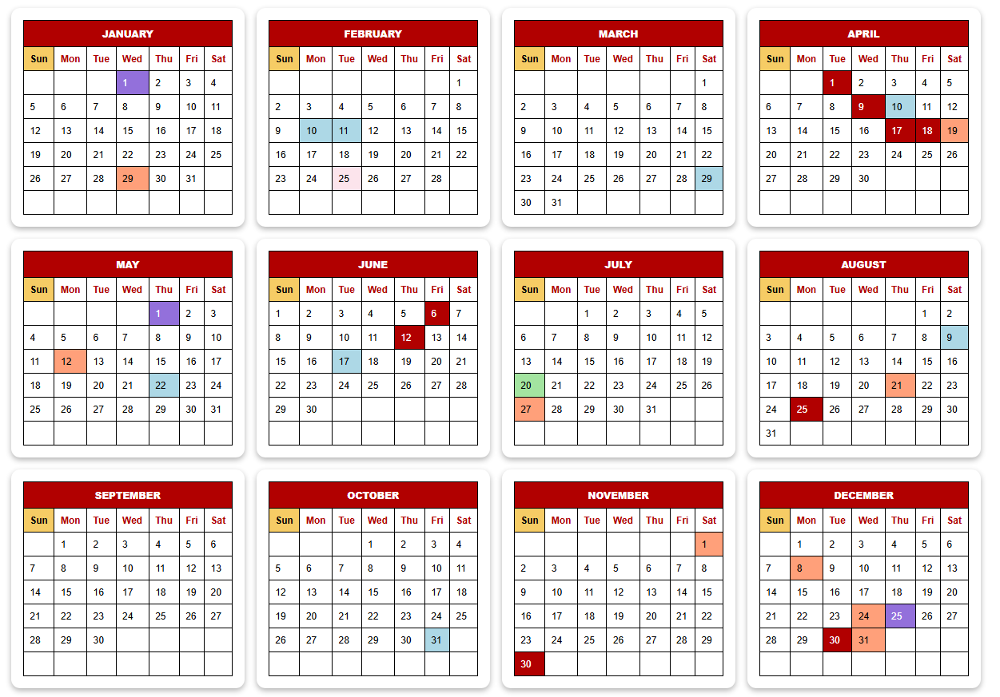 JANUARY
Sun Mon Tue Wed Thu Fri Sat
1 2 3 4
5 6 7 8 9 10 11
12 13 14 15 16 17 18
19 20 21 22 23 24 25
26 27 28 29 30 31
FEBRUARY
Sun Mon Tue Wed Thu Fri Sat
1
2 3 4 5 6 7 8
9 10 11 12 13 14 15
16 17 18 19 20 21 22
23 24 25 26 27 28
MARCH
Sun Mon Tue Wed Thu Fri Sat
1
2 3 4 5 6 7 8
9 10 11 12 13 14 15
16 17 18 19 20 21 22
23 24 25 26 27 28 29
30 31
APRIL
Sun Mon Tue Wed Thu Fri Sat
1 2 3 4 5
6 7 8 9 10 11 12
13 14 15 16 17 18 19
20 21 22 23 24 25 26
27 28 29 30
MAY
Sun Mon Tue Wed Thu Fri Sat
1 2 3
4 5 6 7 8 9 10
11 12 13 14 15 16 17
18 19 20 21 22 23 24
25 26 27 28 29 30 31
JUNE
Sun Mon Tue Wed Thu Fri Sat
1 2 3 4 5 6 7
8 9 10 11 12 13 14
15 16 17 18 19 20 21
22 23 24 25 26 27 28
29 30
JULY
Sun Mon Tue Wed Thu Fri Sat
1 2 3 4 5
6 7 8 9 10 11 12
13 14 15 16 17 18 19
20 21 22 23 24 25 26
27 28 29 30 31
AUGUST
Sun Mon Tue Wed Thu Fri Sat
1 2
3 4 5 6 7 8 9
10 11 12 13 14 15 16
17 18 19 20 21 22 23
24 25 26 27 28 29 30
31
SEPTEMBER
Sun Mon Tue Wed Thu Fri Sat
1 2 3 4 5 6
7 8 9 10 11 12 13
14 15 16 17 18 19 20
21 22 23 24 25 26 27
28 29 30
OCTOBER
Sun Mon Tue Wed Thu Fri Sat
1 2 3 4
5 6 7 8 9 10 11
12 13 14 15 16 17 18
19 20 21 22 23 24 25
26 27 28 29 30 31
NOVEMBER
Sun Mon Tue Wed Thu Fri Sat
1
2 3 4 5 6 7 8
9 10 11 12 13 14 15
16 17 18 19 20 21 22
23 24 25 26 27 28 29
30
DECEMBER
Sun Mon Tue Wed Thu Fri Sat
1 2 3 4 5 6
7 8 9 10 11 12 13
14 15 16 17 18 19 20
21 22 23 24 25 26 27
28 29 30 31